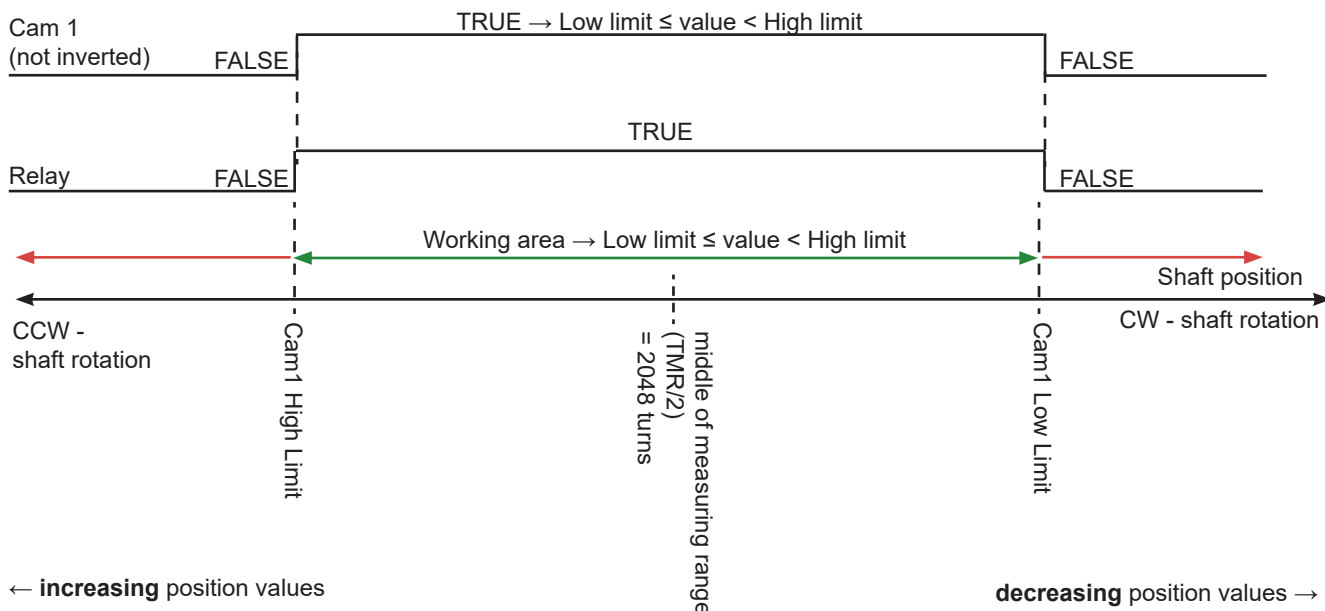 Cam 1
(not inverted)
FALSE
TRUE → Low limit ≤ value < High limit
FALSE
TRUE
Relay
FALSE
FALSE
Working area → Low limit ≤ value < High limit
Shaft position
CCW -
shaft rotation
CW - shaft rotation
Cam1 High Limit
middle of measuring range
(TMR/2)
= 2048 turns
Cam1 Low Limit
← increasing position values
decreasing position values →